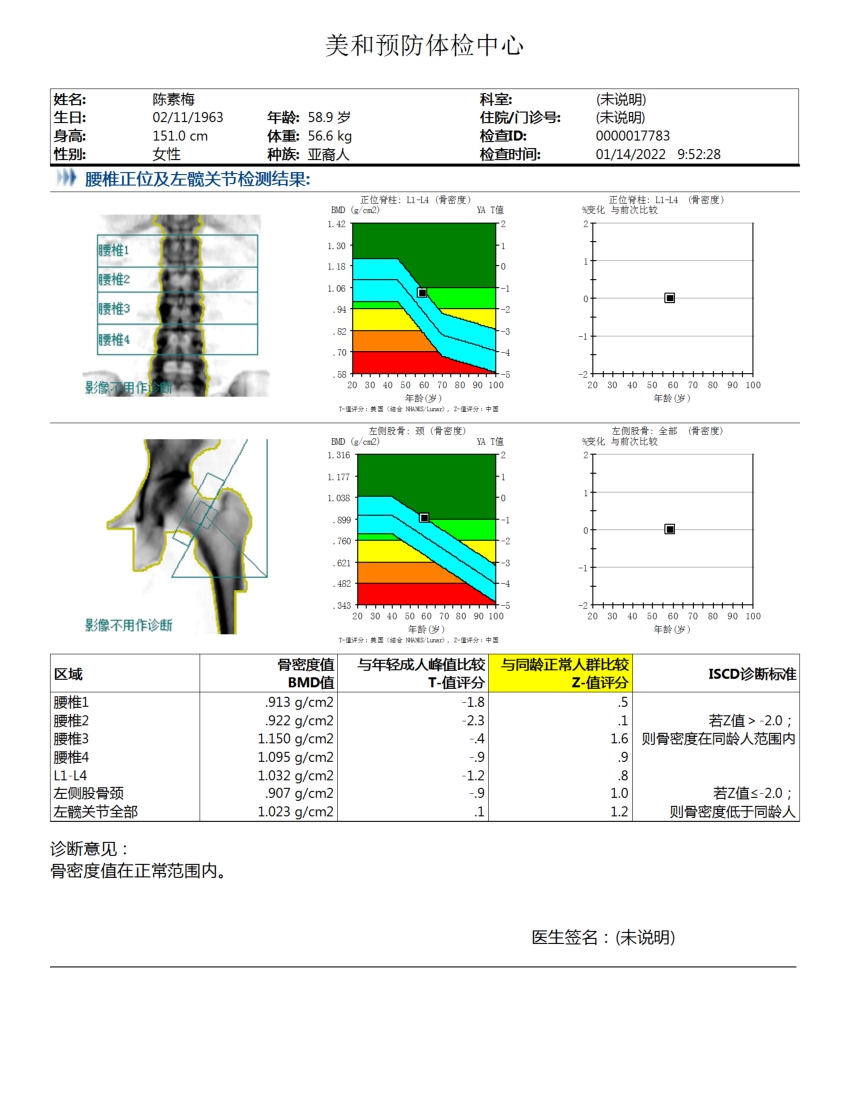 美和预防体检中心
姓名: 陈素梅 科室: (未说明)
生日: 02/11/1963 年龄: 58.9 岁 住院/门诊号: (未说明)
身高: 151.0 cm 体重: 56.6 kg 检查ID: 0000017783
性别: 女性 种族: 亚裔人 检查时间: 01/14/2022 9:52:28
腰椎正位及左髋关节检测结果:
腰椎1
腰椎2
腰椎3
腰椎4
影像不用作诊断
正位脊柱: L1-L4 (骨密度)
BMD (g/cm2) YA T值
1.42 2
1.30 1
1.18 0
1.06 -1
.94 -2
.82 -3
.70 -4
.58 -5
20 30 40 50 60 70 80 90 100
年龄(岁)
T-值评分: 美国 (结合 NHANES/Lunar), Z-值评分: 中国
正位脊柱: L1-L4 (骨密度)
%变化 与前次比较
2
1
0
-1
-2
20 30 40 50 60 70 80 90 100
年龄(岁)
影像不用作诊断
左侧股骨: 颈 (骨密度)
BMD (g/cm2) YA T值
1.316 2
1.177 1
1.038 0
.899 -1
.760 -2
.621 -3
.482 -4
.343 -5
20 30 40 50 60 70 80 90 100
年龄(岁)
T-值评分: 美国 (结合 NHANES/Lunar), Z-值评分: 中国
左侧股骨: 全部 (骨密度)
%变化 与前次比较
2
1
0
-1
-2
20 30 40 50 60 70 80 90 100
年龄(岁)
区域 骨密度值 与年轻成人峰值比较 与同龄正常人群比较 ISCD诊断标准
BMD值 T-值评分 Z-值评分
腰椎1 .913 g/cm2 -1.8 .5
腰椎2 .922 g/cm2 -2.3 .1 若Z值 > -2.0 ;
腰椎3 1.150 g/cm2 -.4 1.6 则骨密度在同龄人范围内
腰椎4 1.095 g/cm2 -.9 .9
L1-L4 1.032 g/cm2 -1.2 .8
左侧股骨颈 .907 g/cm2 -.9 1.0 若Z值≤-2.0 ;
左髋关节全部 1.023 g/cm2 .1 1.2 则骨密度低于同龄人
诊断意见：
骨密度值在正常范围内。
医生签名：(未说明)